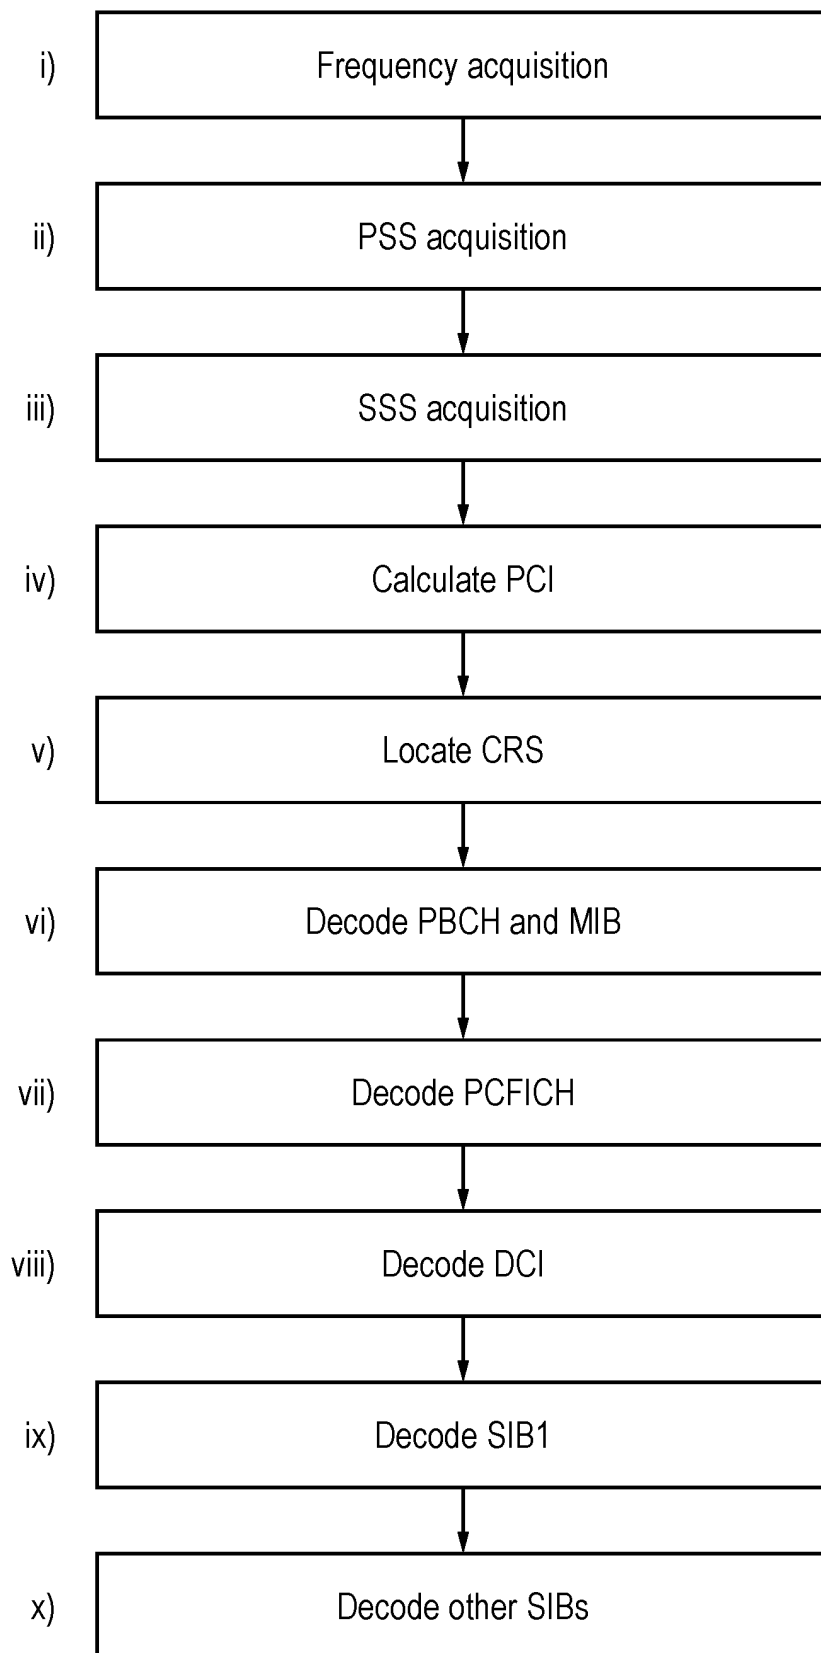 i) Frequency acquisition
ii) PSS acquisition
iii) SSS acquisition
iv) Calculate PCI
v) Locate CRS
vi) Decode PBCH and MIB
vii) Decode PCFICH
viii) Decode DCI
ix) Decode SIB1
x) Decode other SIBs